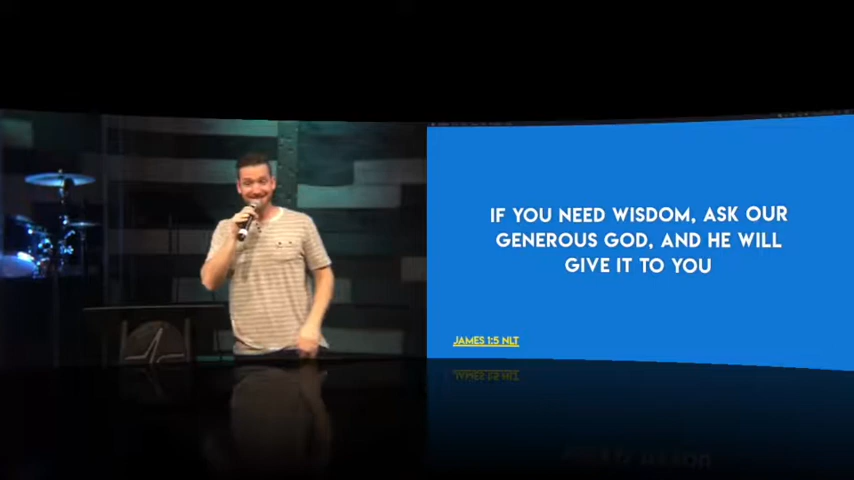 IF YOU NEED WISDOM, ASK OUR
GENEROUS GOD, AND HE WILL
GIVE IT TO YOU
JAMES 1:5 NLT